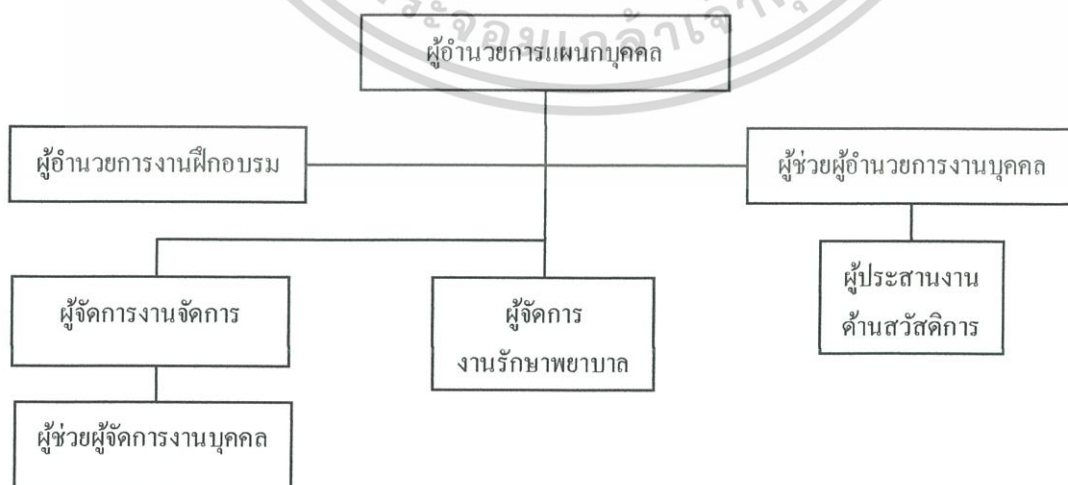 ผู้อำนวยการแผนกบุคคล
ผู้อำนวยการงานฝึกอบรม
ผู้ช่วยผู้อำนวยการงานบุคคล
ผู้จัดการงานจัดการ
ผู้จัดการ
งานรักษาพยาบาล
ผู้ประสานงาน
ด้านสวัสดิการ
ผู้ช่วยผู้จัดการงานบุคคล